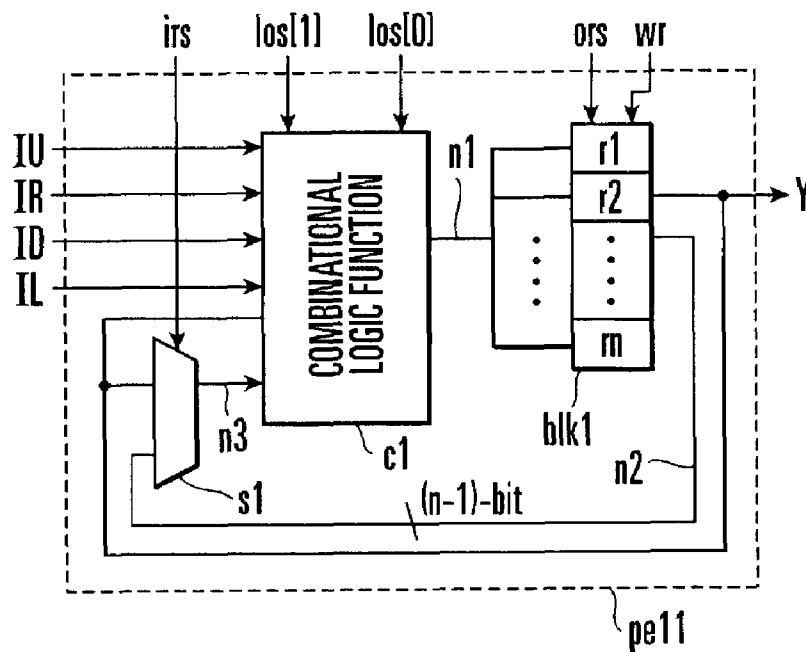 irs los[1] los[0] ors wr
IU
IR
ID
IL
COMBINATIONAL
LOGIC FUNCTION
n1
r1
r2
rn
Y
n3
c1
s1
blk1
n2
(n-1)-bit
pe11